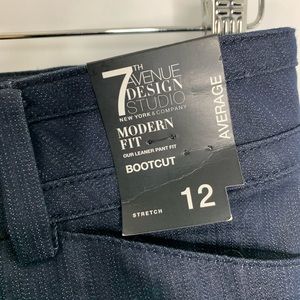 7TH
AVENUE
DESIGN
STUDIO
NEW YORK & COMPANY
MODERN
FIT
OUR LEANER PANT FIT
BOOTCUT
STRETCH
12
AVERAGE